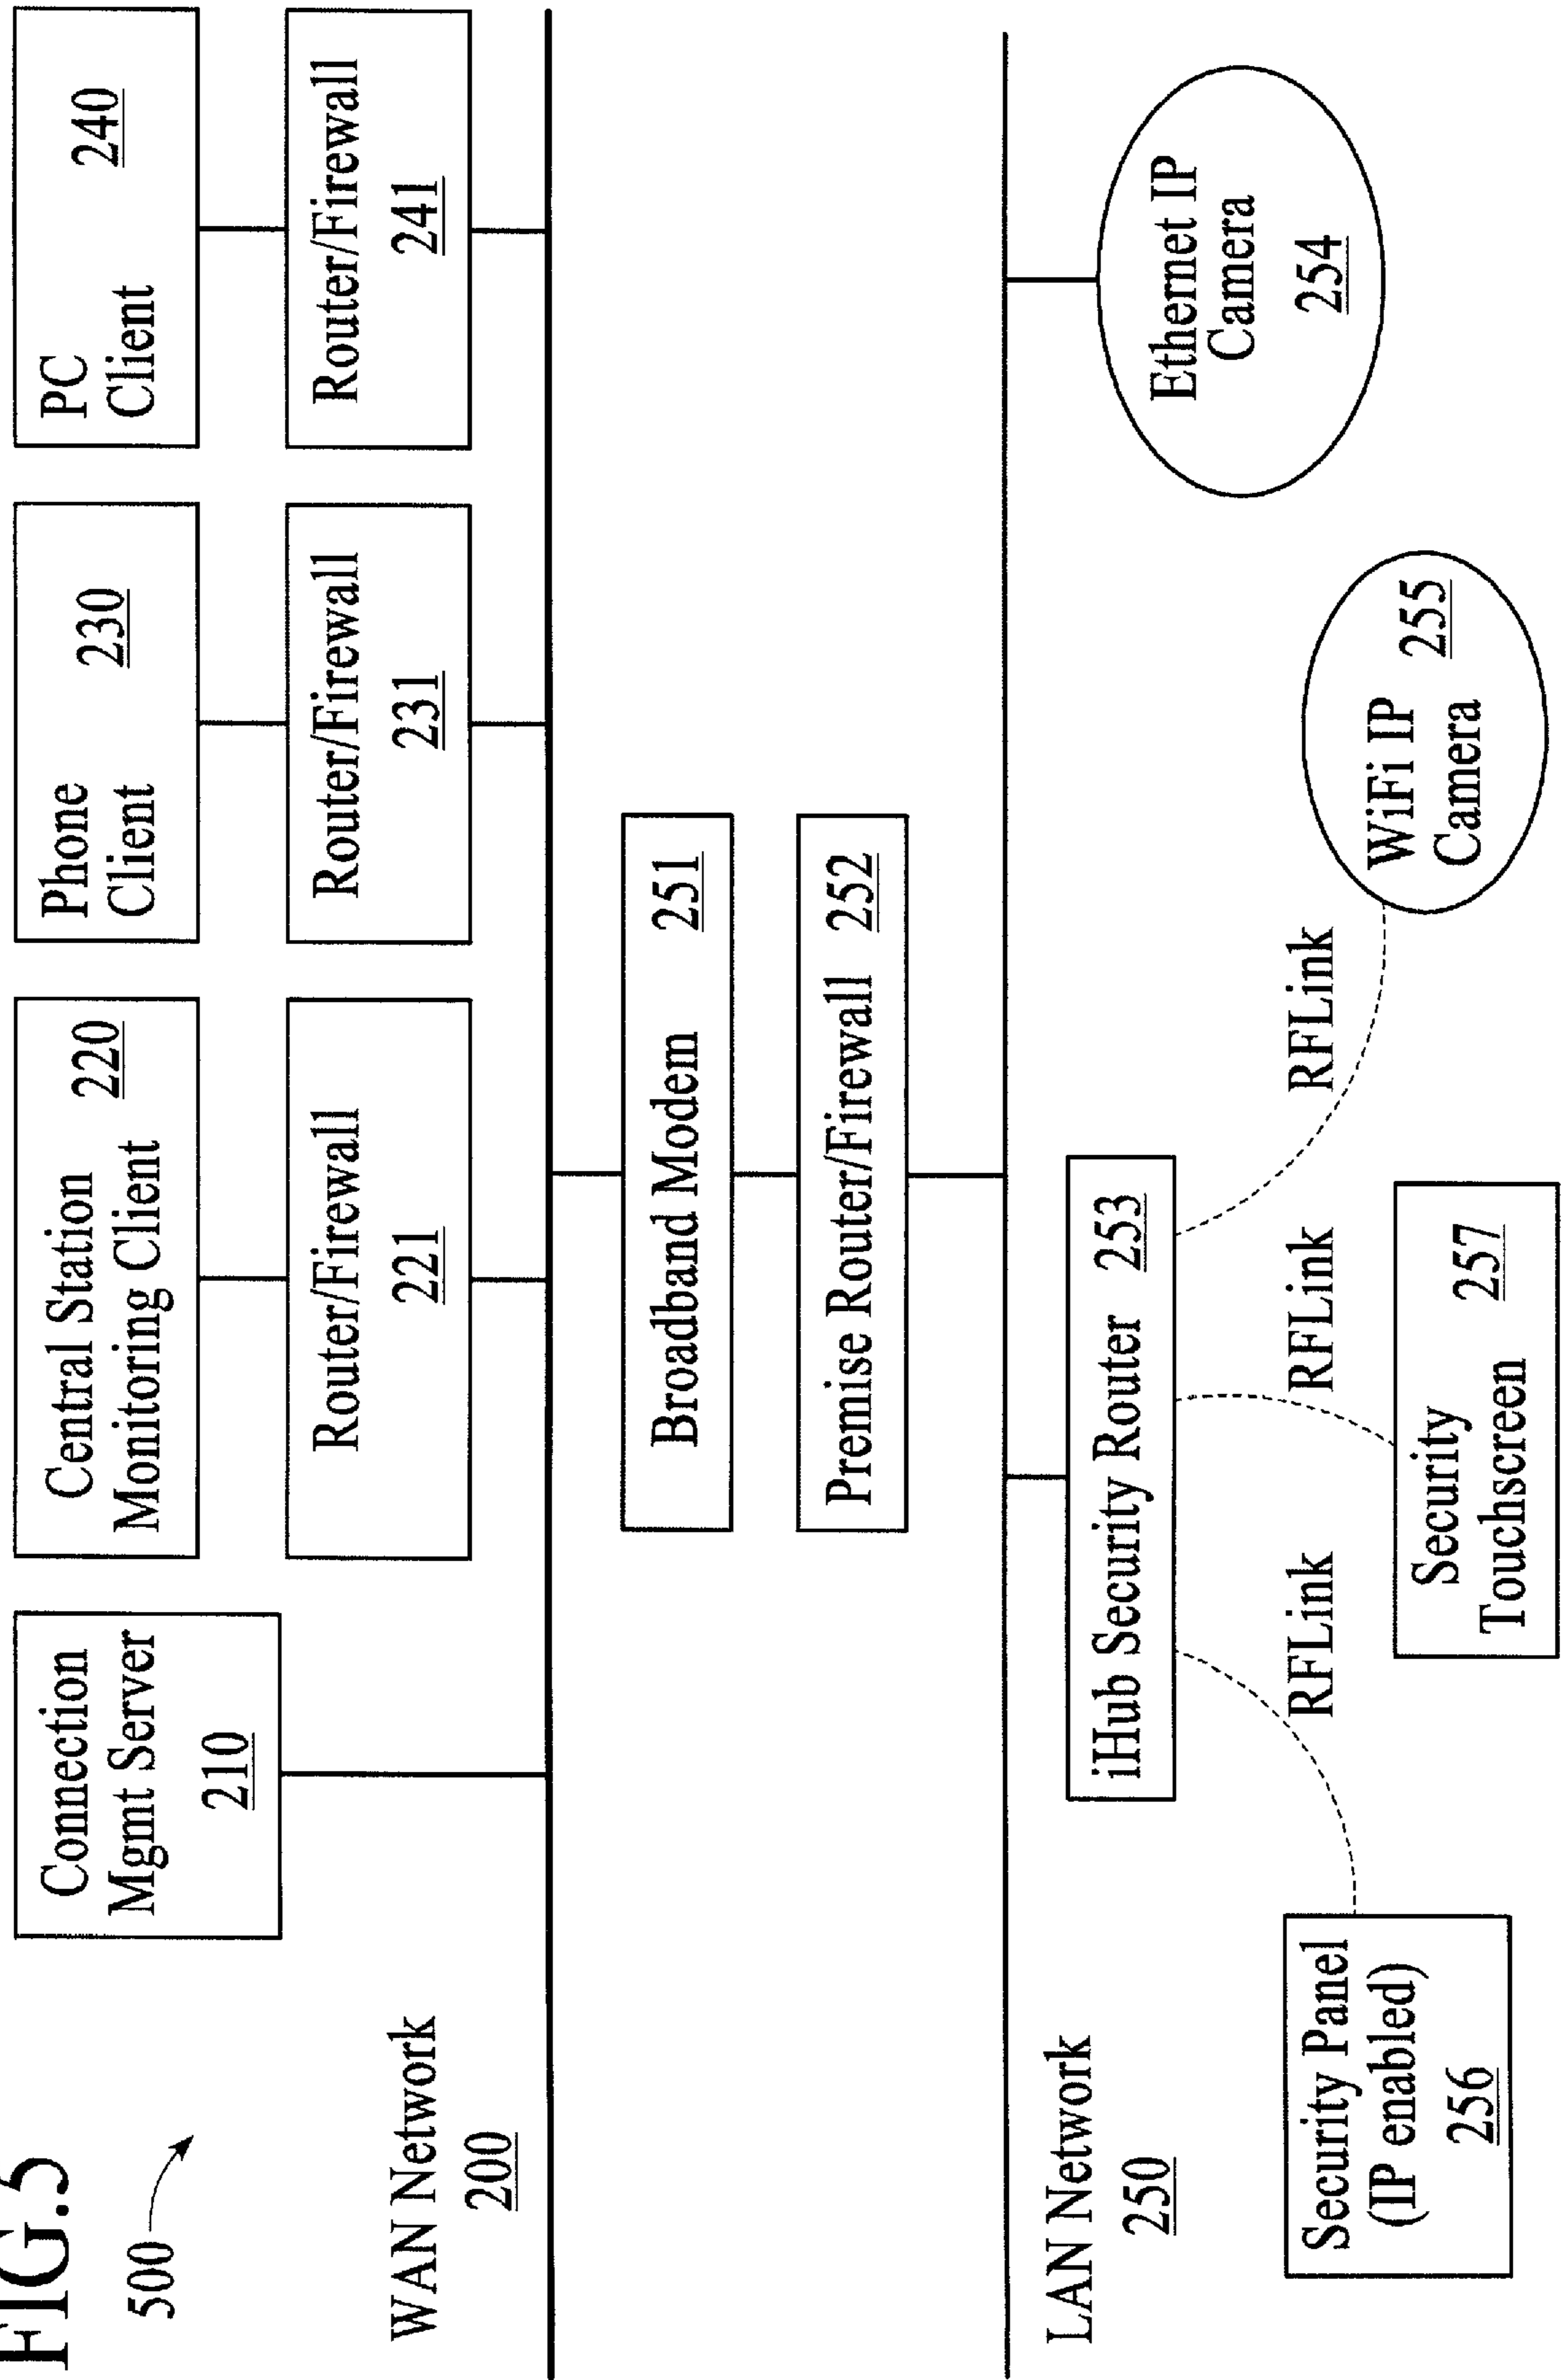 FIG.5
500
Connection
Mgmt Server
210
Central Station
Monitoring Client
220
Phone
Client
230
PC
Client
240
Router/Firewall
221
Router/Firewall
231
Router/Firewall
241
WAN Network
200
Broadband Modem 251
Premise Router/Firewall 252
LAN Network
250
iHub Security Router 253
RFLink
RFLink
RFLink
Security Panel
(IP enabled)
256
Security
Touchscreen
257
WiFi IP
Camera
255
Ethernet IP
Camera
254